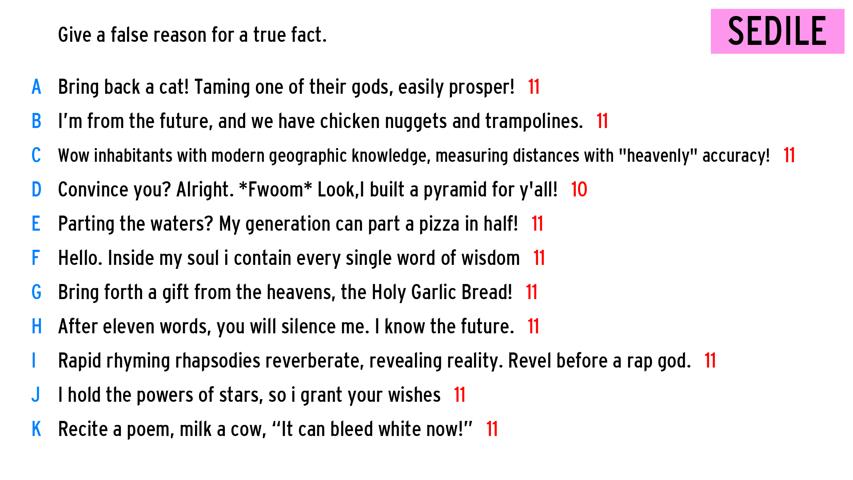 Give a false reason for a true fact.
SEDILE
A Bring back a cat! Taming one of their gods, easily prosper! 11
B I'm from the future, and we have chicken nuggets and trampolines. 11
C Wow inhabitants with modern geographic knowledge, measuring distances with "heavenly" accuracy! 11
D Convince you? Alright. *Fwoom* Look,I built a pyramid for y'all! 10
E Parting the waters? My generation can part a pizza in half! 11
F Hello. Inside my soul i contain every single word of wisdom 11
G Bring forth a gift from the heavens, the Holy Garlic Bread! 11
H After eleven words, you will silence me. I know the future. 11
I Rapid rhyming rhapsodies reverberate, revealing reality. Revel before a rap god. 11
J I hold the powers of stars, so i grant your wishes 11
K Recite a poem, milk a cow, “It can bleed white now!” 11